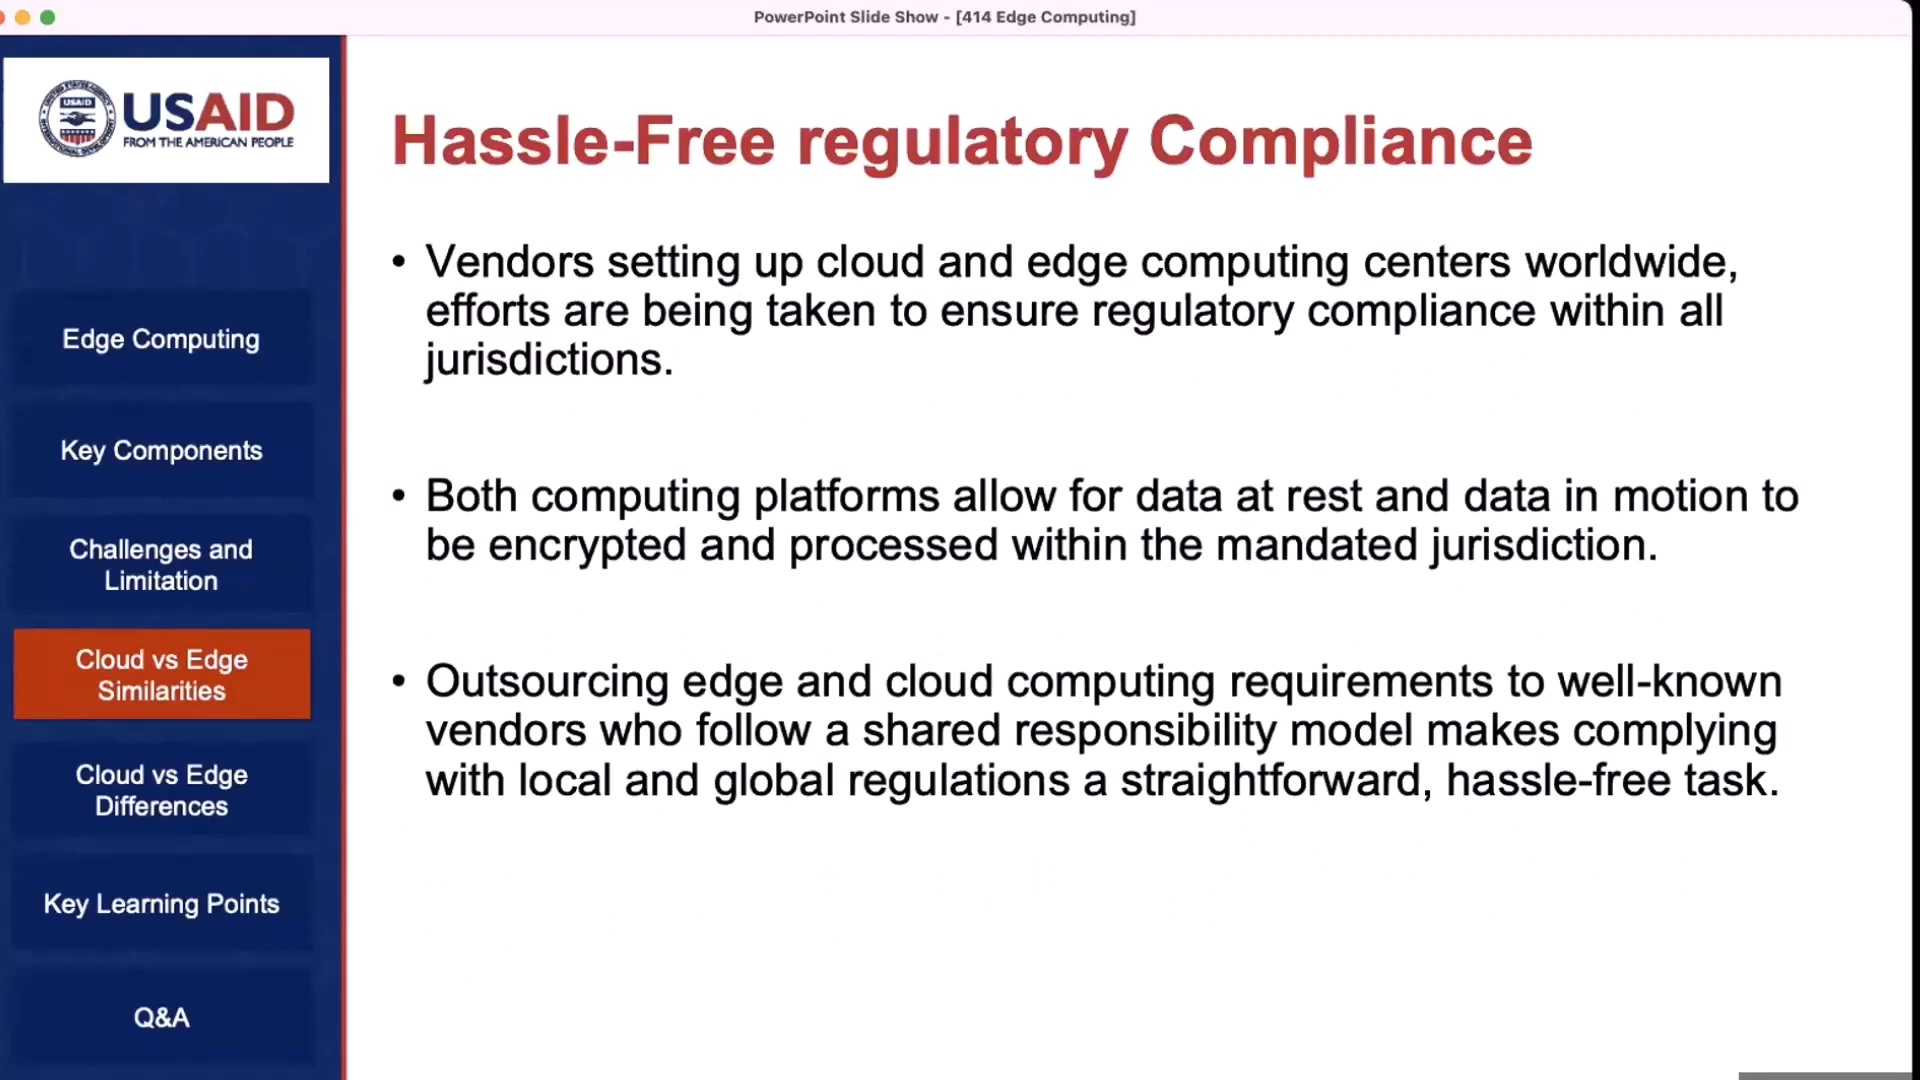 PowerPoint Slide Show - [414 Edge Computing]
USAID
USAID
FROM THE AMERICAN PEOPLE
Edge Computing
Key Components
Challenges and
Limitation
Cloud vs Edge
Similarities
Cloud vs Edge
Differences
Key Learning Points
Q&A
Hassle-Free regulatory Compliance
• Vendors setting up cloud and edge computing centers worldwide,
efforts are being taken to ensure regulatory compliance within all
jurisdictions.
• Both computing platforms allow for data at rest and data in motion to
be encrypted and processed within the mandated jurisdiction.
• Outsourcing edge and cloud computing requirements to well-known
vendors who follow a shared responsibility model makes complying
with local and global regulations a straightforward, hassle-free task.